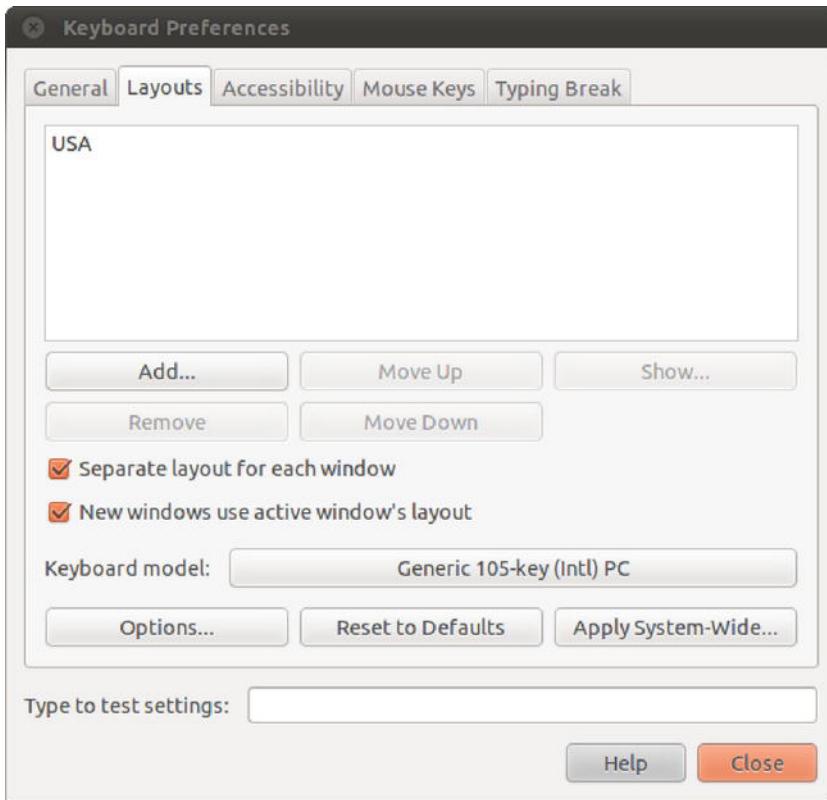 Keyboard Preferences
General Layouts Accessibility Mouse Keys Typing Break
USA
Add... Move Up Show...
Remove Move Down
Separate layout for each window
New windows use active window's layout
Keyboard model: Generic 105-key (Intl) PC
Options... Reset to Defaults Apply System-Wide...
Type to test settings:
Help Close